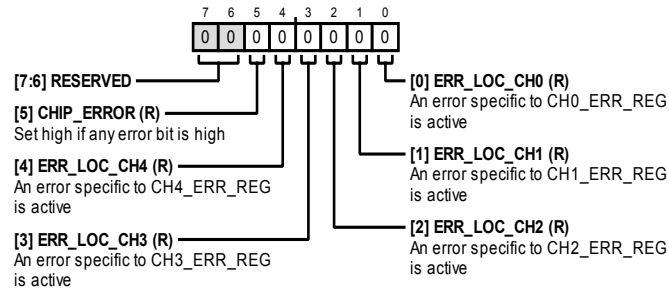 7 6 5 4 3 2 1 0
0 0 0 0 0 0 0 0
[7:6] RESERVED
[5] CHIP_ERROR (R)
Set high if any error bit is high
[4] ERR_LOC_CH4 (R)
An error specific to CH4_ERR_REG
is active
[3] ERR_LOC_CH3 (R)
An error specific to CH3_ERR_REG
is active
[0] ERR_LOC_CH0 (R)
An error specific to CH0_ERR_REG
is active
[1] ERR_LOC_CH1 (R)
An error specific to CH1_ERR_REG
is active
[2] ERR_LOC_CH2 (R)
An error specific to CH2_ERR_REG
is active